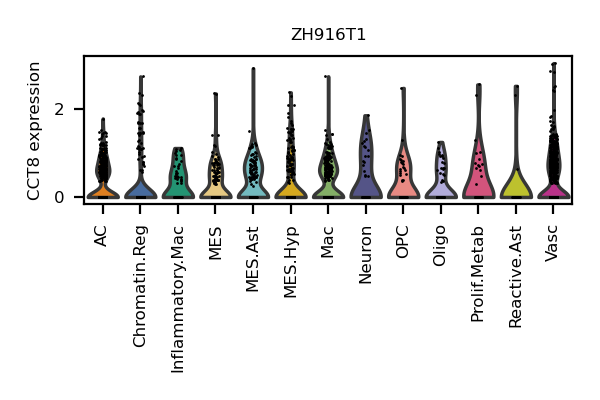 ZH916T1
CCT8 expression
2
0
AC
Chromatin.Reg
Inflammatory.Mac
MES
MES.Ast
MES.Hyp
Mac
Neuron
OPC
Oligo
Prolif.Metab
Reactive.Ast
Vasc